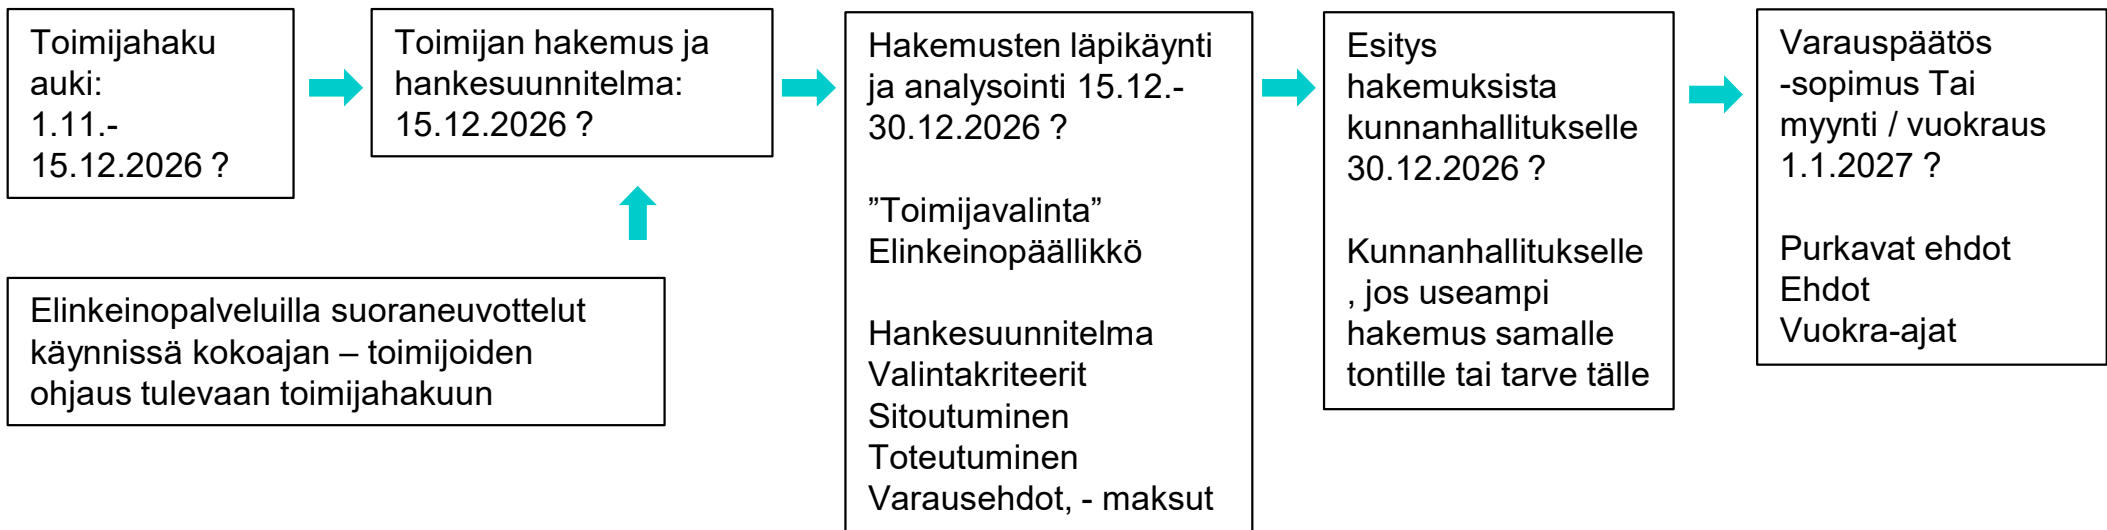 Toimijahaku
auki:
1.11.-
15.12.2026 ?
Toimijan hakemus ja
hankesuunnitelma:
15.12.2026 ?
Elinkeinopalveluilla suoraneuvottelut
käynnissä kokoajan – toimijoiden
ohjaus tulevaan toimijahakuun
Hakemusten läpikäynti
ja analysointi 15.12.-
30.12.2026 ?
”Toimijavalinta”
Elinkeinopäällikkö
Hankesuunnitelma
Valintakriteerit
Sitoutuminen
Toteutuminen
Varausehdot, - maksut
Esitys
hakemuksista
kunnanhallitukselle
30.12.2026 ?
Kunnanhallitukselle
, jos useampi
hakemus samalle
tontille tai tarve tälle
Varauspäätös
-sopimus Tai
myynti / vuokraus
1.1.2027 ?
Purkavat ehdot
Ehdot
Vuokra-ajat